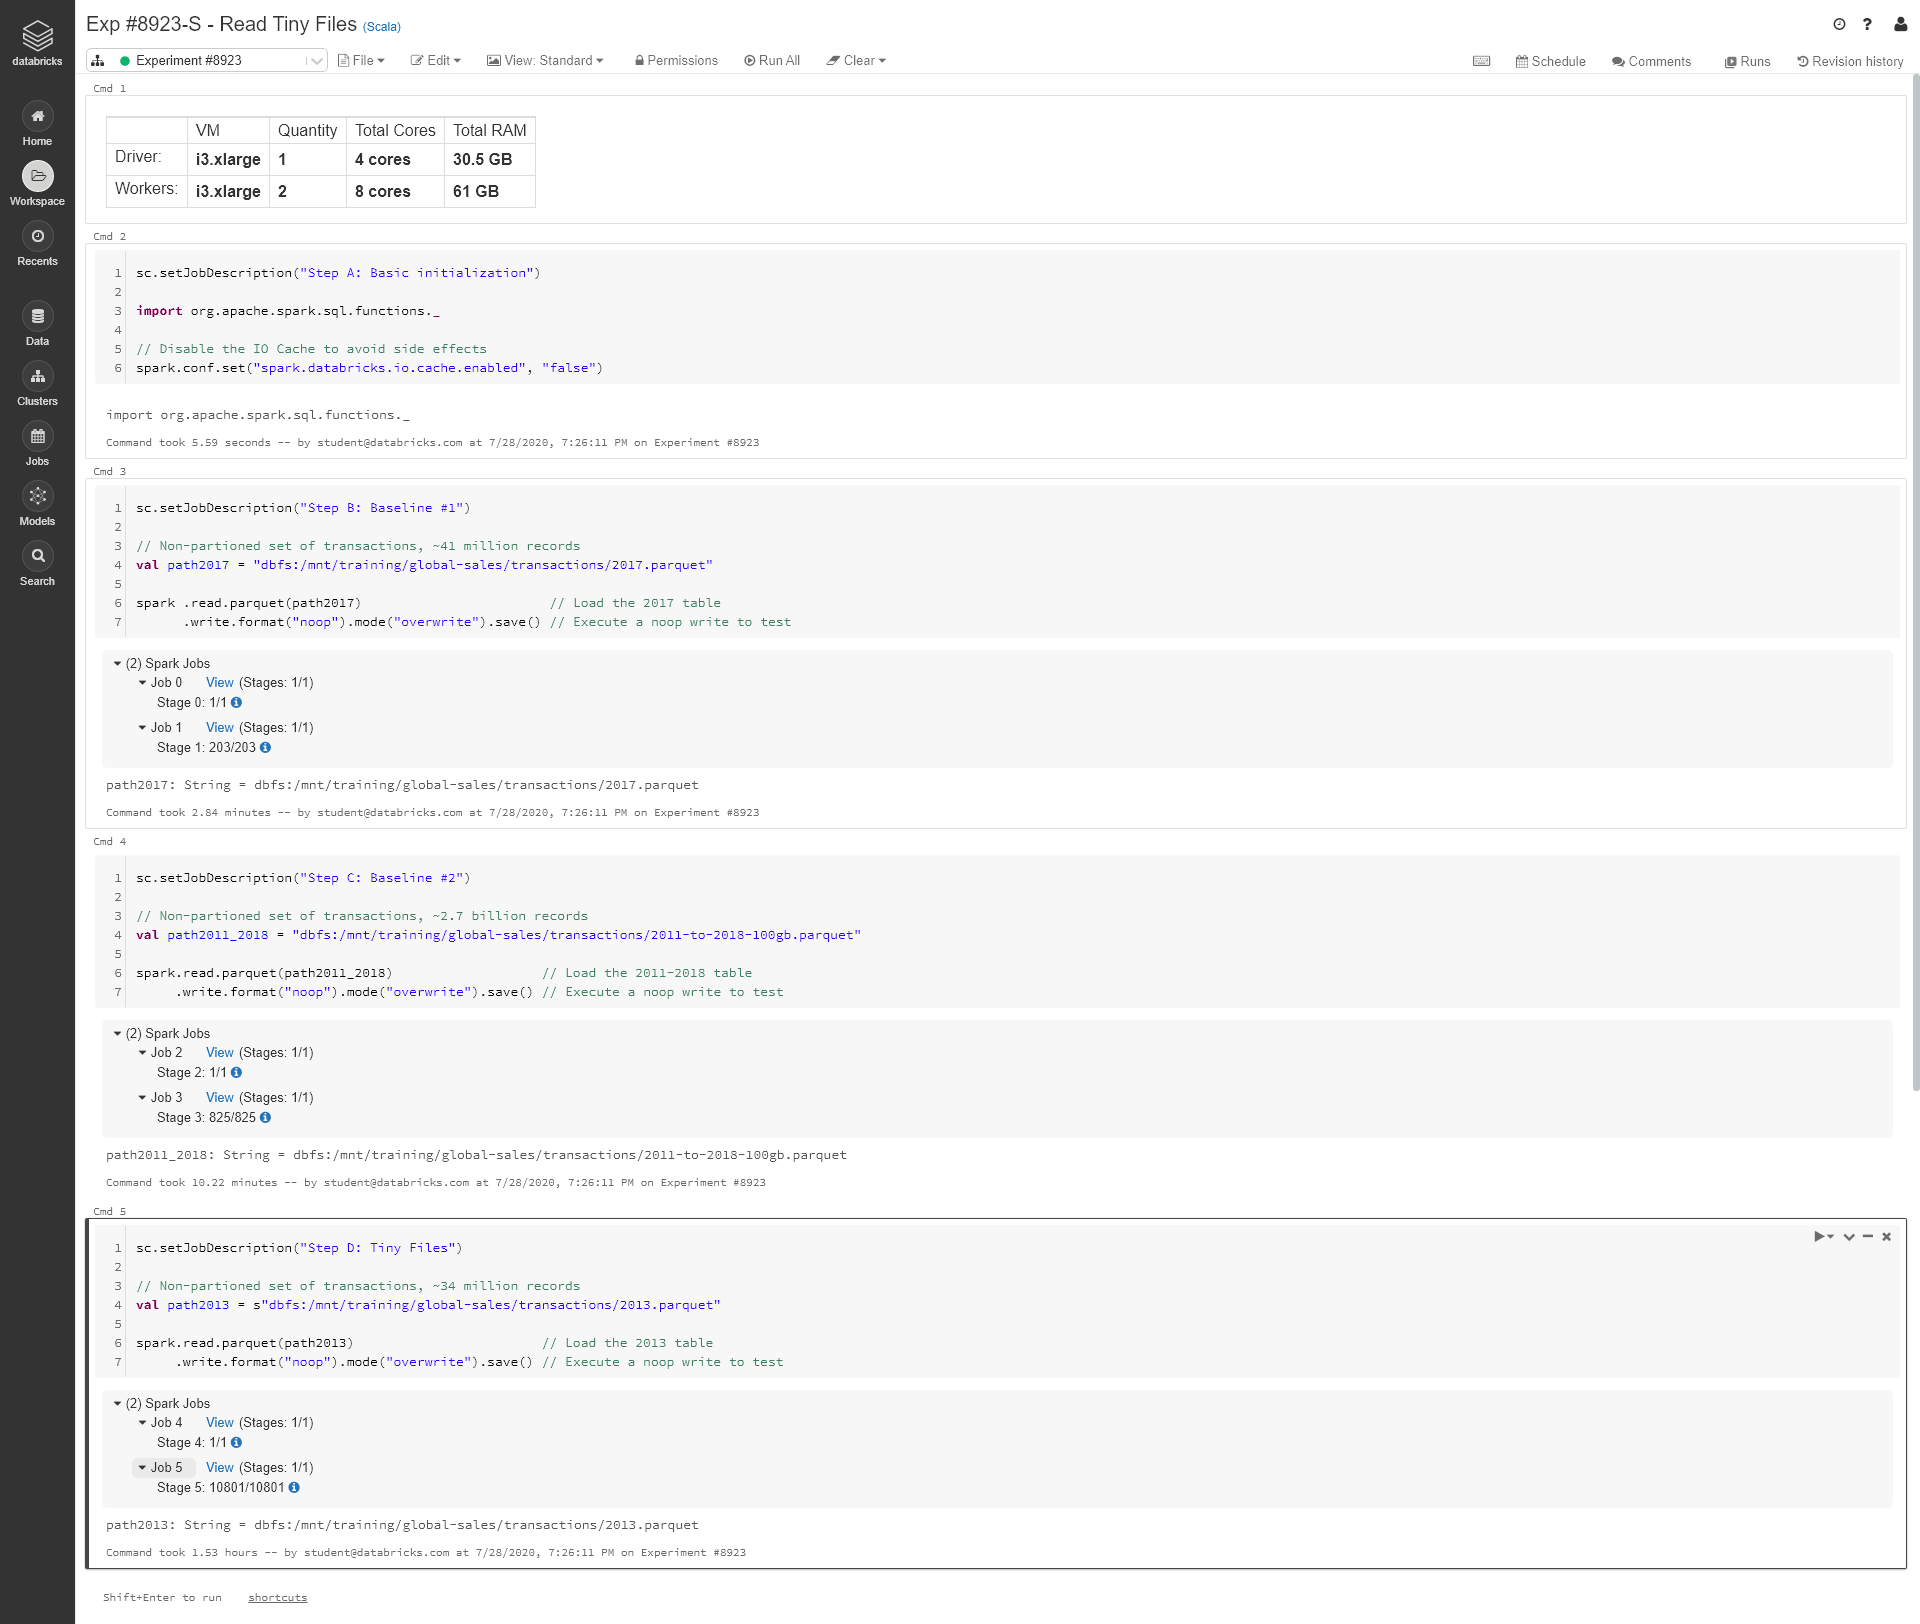 databricks
Home
Workspace
Recents
Data
Clusters
Jobs
Models
Search
Exp #8923-S - Read Tiny Files (Scala)
Experiment #8923 File Edit View: Standard Permissions Run All Clear Schedule Comments Runs Revision history
Cmd 1
VM Quantity Total Cores Total RAM
Driver: i3.xlarge 1 4 cores 30.5 GB
Workers: i3.xlarge 2 8 cores 61 GB
Cmd 2
1 sc.setJobDescription("Step A: Basic initialization")
2
3 import org.apache.spark.sql.functions._
4
5 // Disable the IO Cache to avoid side effects
6 spark.conf.set("spark.databricks.io.cache.enabled", "false")
import org.apache.spark.sql.functions._
Command took 5.59 seconds -- by student@databricks.com at 7/28/2020, 7:26:11 PM on Experiment #8923
Cmd 3
1 sc.setJobDescription("Step B: Baseline #1")
2
3 // Non-partioned set of transactions, ~41 million records
4 val path2017 = "dbfs:/mnt/training/global-sales/transactions/2017.parquet"
5
6 spark .read.parquet(path2017) // Load the 2017 table
7 .write.format("noop").mode("overwrite").save() // Execute a noop write to test
(2) Spark Jobs
Job 0 View (Stages: 1/1)
Stage 0: 1/1
Job 1 View (Stages: 1/1)
Stage 1: 203/203
path2017: String = dbfs:/mnt/training/global-sales/transactions/2017.parquet
Command took 2.84 minutes -- by student@databricks.com at 7/28/2020, 7:26:11 PM on Experiment #8923
Cmd 4
1 sc.setJobDescription("Step C: Baseline #2")
2
3 // Non-partioned set of transactions, ~2.7 billion records
4 val path2011_2018 = "dbfs:/mnt/training/global-sales/transactions/2011-to-2018-100gb.parquet"
5
6 spark.read.parquet(path2011_2018) // Load the 2011-2018 table
7 .write.format("noop").mode("overwrite").save() // Execute a noop write to test
(2) Spark Jobs
Job 2 View (Stages: 1/1)
Stage 2: 1/1
Job 3 View (Stages: 1/1)
Stage 3: 825/825
path2011_2018: String = dbfs:/mnt/training/global-sales/transactions/2011-to-2018-100gb.parquet
Command took 10.22 minutes -- by student@databricks.com at 7/28/2020, 7:26:11 PM on Experiment #8923
Cmd 5
1 sc.setJobDescription("Step D: Tiny Files")
2
3 // Non-partioned set of transactions, ~34 million records
4 val path2013 = s"dbfs:/mnt/training/global-sales/transactions/2013.parquet"
5
6 spark.read.parquet(path2013) // Load the 2013 table
7 .write.format("noop").mode("overwrite").save() // Execute a noop write to test
(2) Spark Jobs
Job 4 View (Stages: 1/1)
Stage 4: 1/1
Job 5 View (Stages: 1/1)
Stage 5: 10801/10801
path2013: String = dbfs:/mnt/training/global-sales/transactions/2013.parquet
Command took 1.53 hours -- by student@databricks.com at 7/28/2020, 7:26:11 PM on Experiment #8923
Shift+Enter to run shortcuts